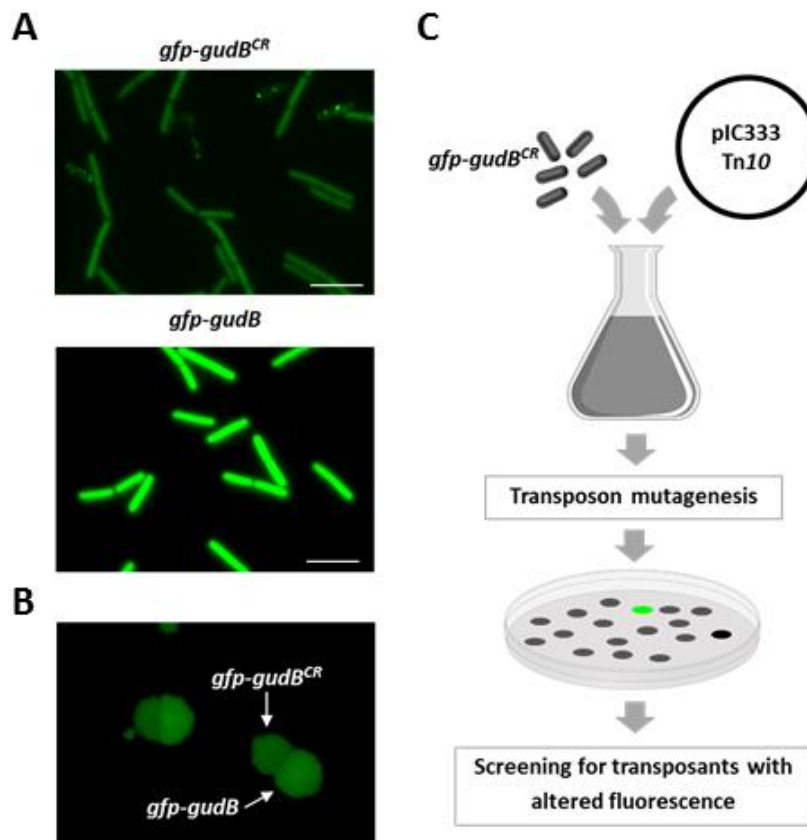 A
gfp-gudBCR
gfp-gudB
B
gfp-gudBCR
gfp-gudB
C
gfp-gudBCR
pIC333
Tn10
Transposon mutagenesis
Screening for transposants with
altered fluorescence